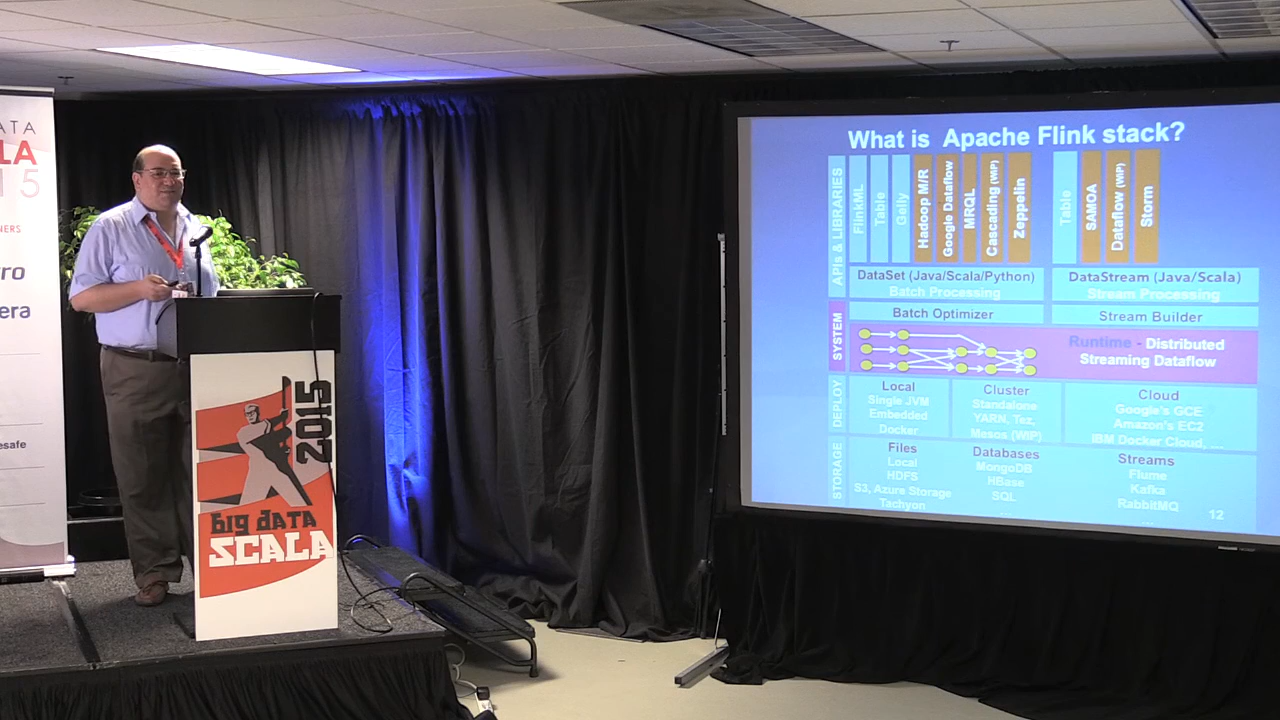 ATA
LA
15
NERS
ro
era
esafe
2015
BIG DATA
SCALA
What is Apache Flink stack?
APIs & LIBRARIES
FlinkML
Table
Gelly
Hadoop M/R
Google Dataflow
MRQL
Cascading (WiP)
Zeppelin
Table
SAMOA
Dataflow (WiP)
Storm
DataSet (Java/Scala/Python)
Batch Processing
DataStream (Java/Scala)
Stream Processing
SYSTEM
Batch Optimizer
Stream Builder
Runtime - Distributed
Streaming Dataflow
DEPLOY
Local
Single JVM
Embedded
Docker
Cluster
Standalone
YARN, Tez,
Mesos (WIP)
Cloud
Google's GCE
Amazon's EC2
IBM Docker Cloud, ...
STORAGE
Files
Local
HDFS
S3, Azure Storage
Tachyon
Databases
MongoDB
HBase
SQL
...
Streams
Flume
Kafka
RabbitMQ
...
12